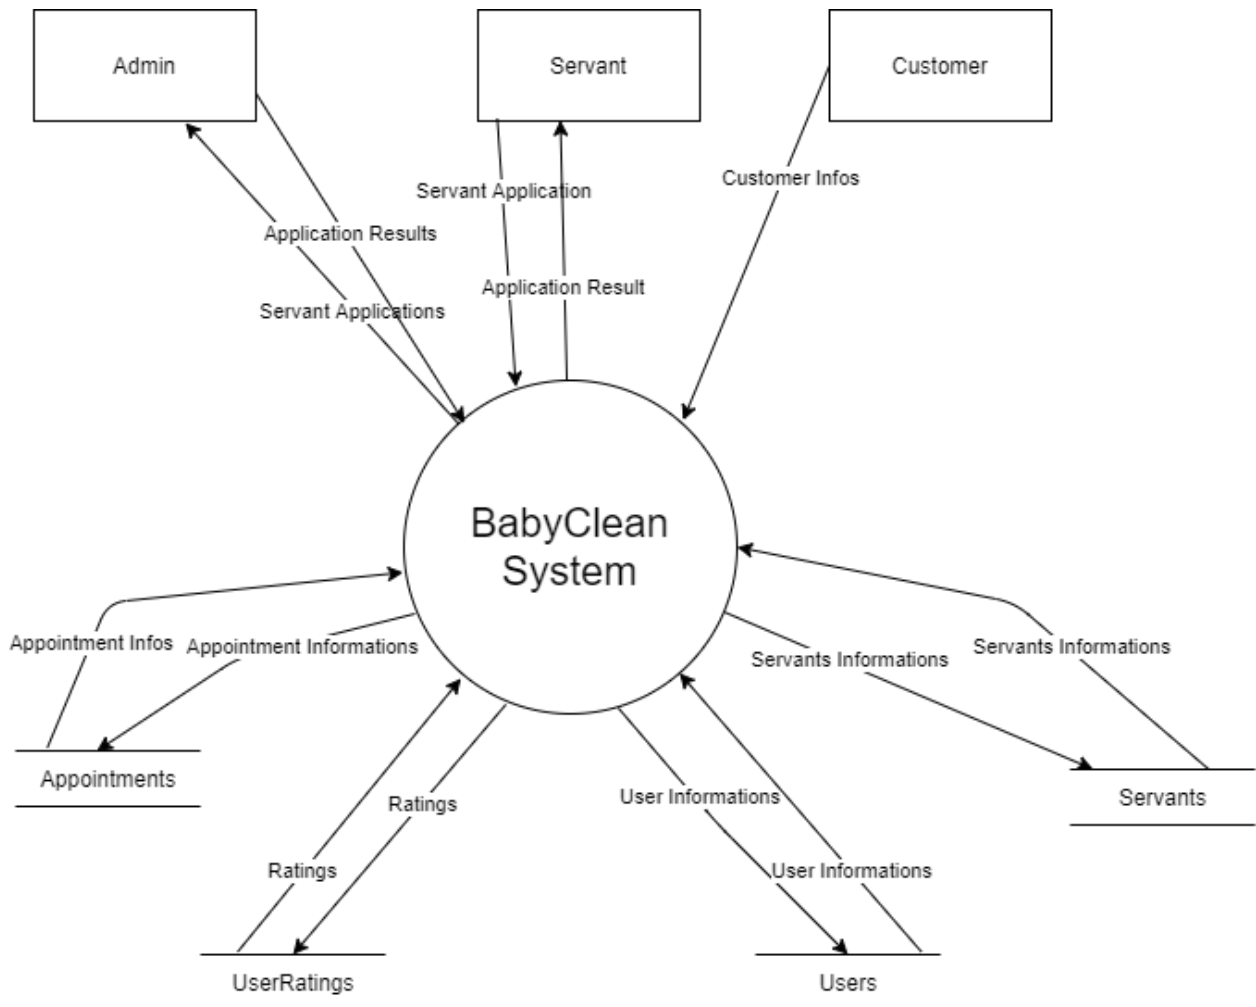 Admin
Servant
Customer
Customer Infos
Servant Application
Application Results
Application Result
Servant Applications
BabyClean
System
Appointment Infos
Appointment Informations
Servants Informations
Servants Informations
Appointments
Servants
Ratings
User Informations
Ratings
User Informations
UserRatings
Users